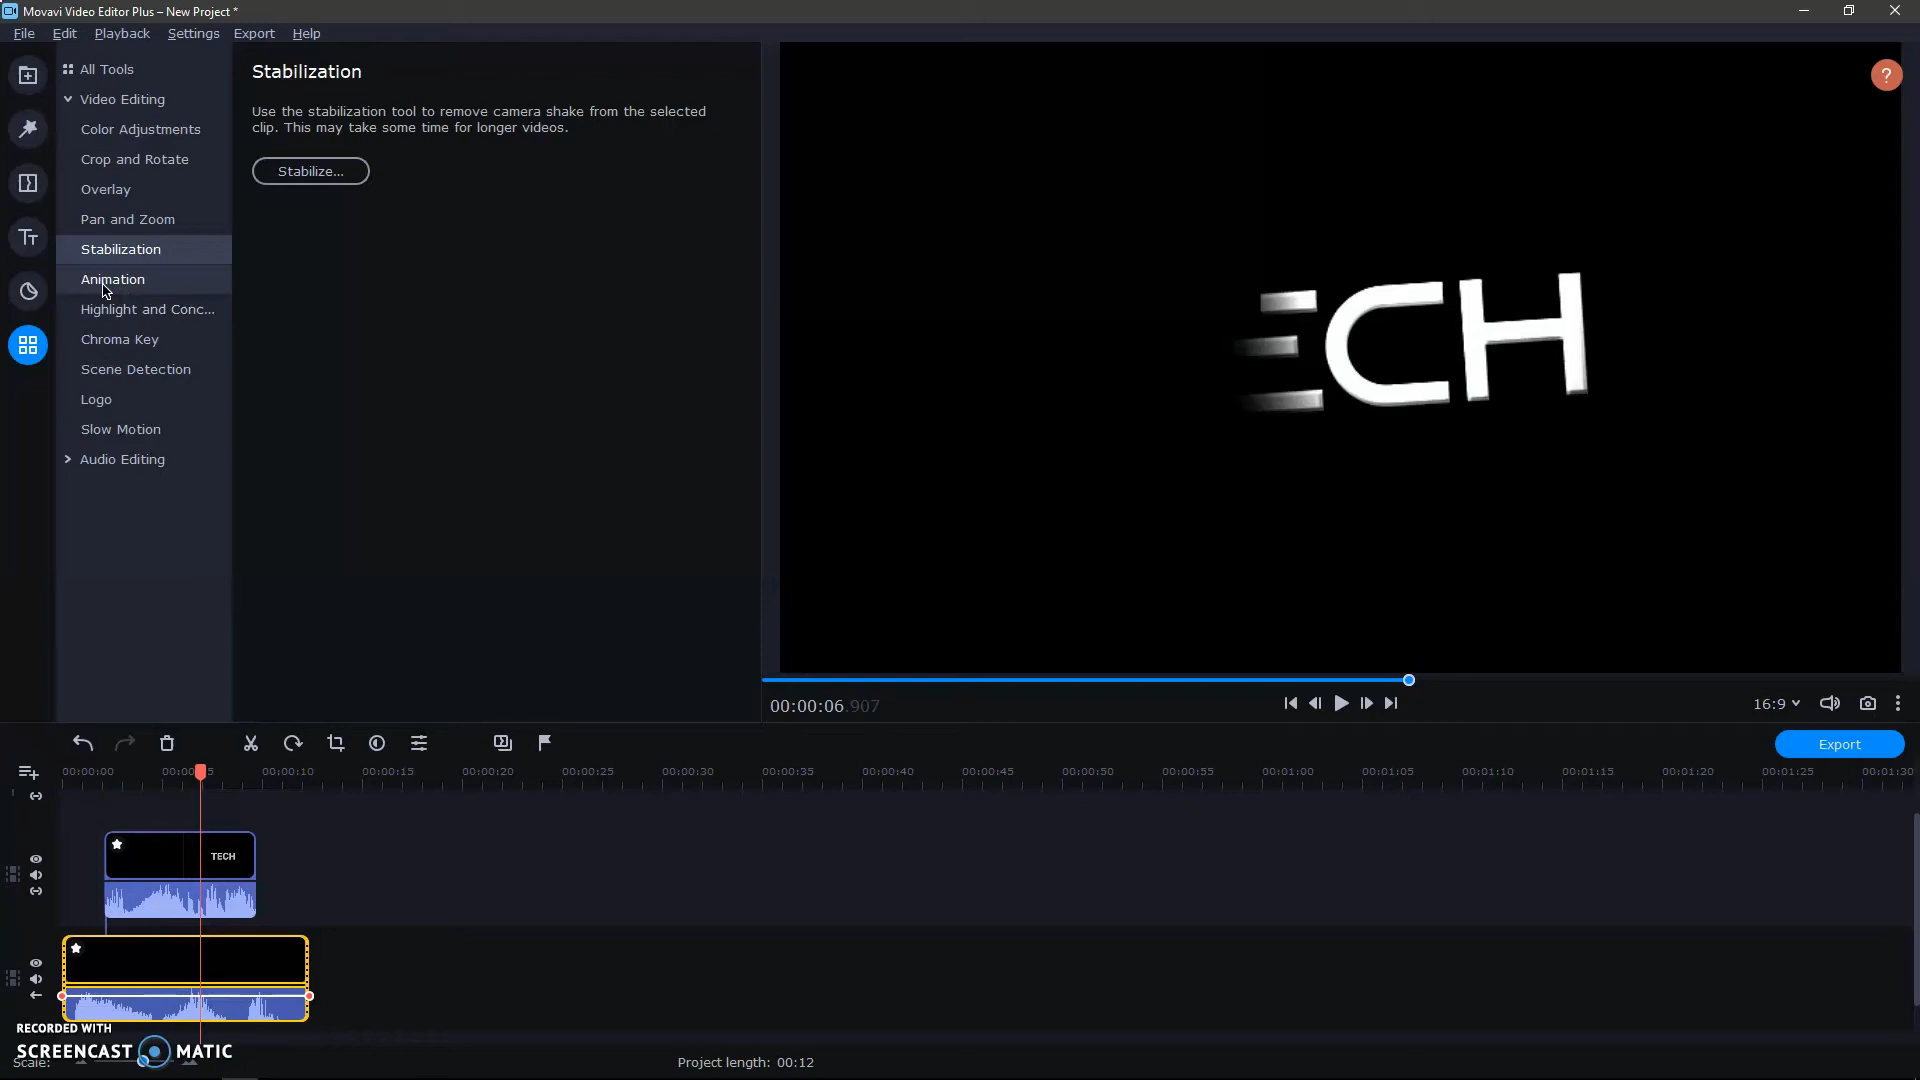 Movavi Video Editor Plus – New Project *
File Edit Playback Settings Export Help
All Tools
Video Editing
Color Adjustments
Crop and Rotate
Overlay
Pan and Zoom
Stabilization
Animation
Highlight and Conc...
Chroma Key
Scene Detection
Logo
Slow Motion
Audio Editing
Stabilization
Use the stabilization tool to remove camera shake from the selected
clip. This may take some time for longer videos.
Stabilize...
?
ECH
00:00:06.907
16:9
Export
00:00:00 00:00:10 00:00:15 00:00:20 00:00:25 00:00:30 00:00:35 00:00:40 00:00:45 00:00:50 00:00:55 00:01:00 00:01:05 00:01:10 00:01:15 00:01:20 00:01:25 00:01:30
TECH
RECORDED WITH
SCREENCAST MATIC
Scale:
Project length: 00:12